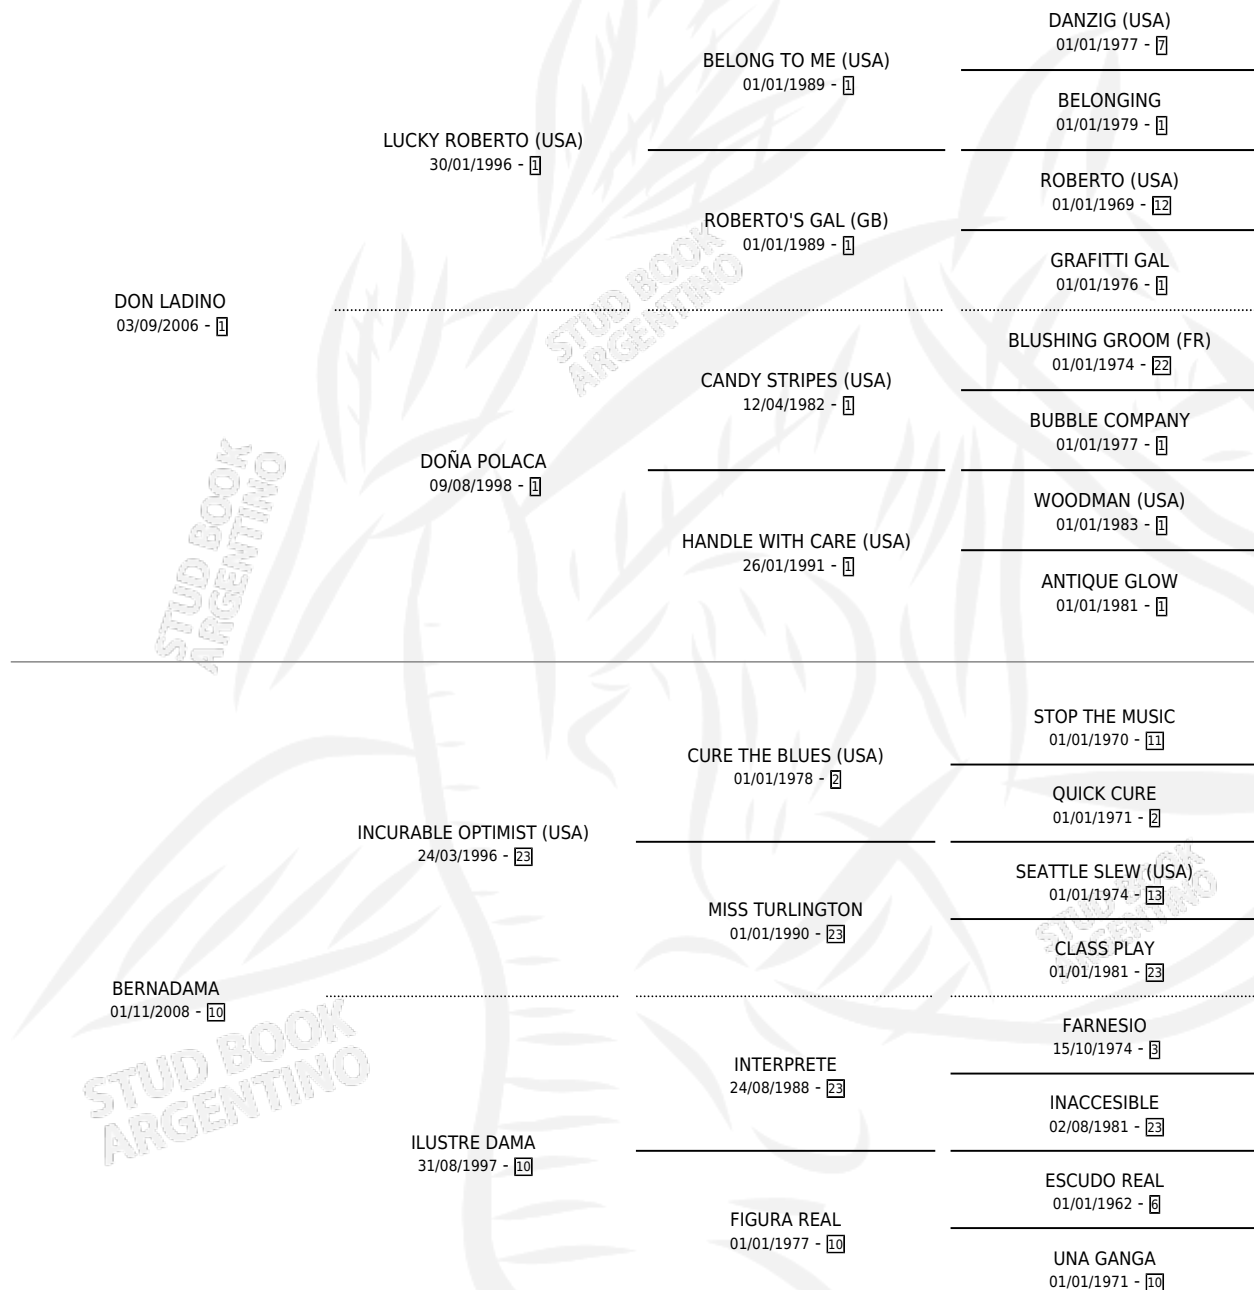 DANZIG (USA)
01/01/1977 - 7
BELONG TO ME (USA)
01/01/1989 - 1
BELONGING
01/01/1979 - 1
LUCKY ROBERTO (USA)
30/01/1996 - 1
ROBERTO (USA)
01/01/1969 - 12
ROBERTO'S GAL (GB)
01/01/1989 - 1
GRAFITTI GAL
01/01/1976 - 1
DON LADINO
03/09/2006 - 1
STUD BOOK
ARGENTINO
BLUSHING GROOM (FR)
01/01/1974 - 22
CANDY STRIPES (USA)
12/04/1982 - 1
BUBBLE COMPANY
01/01/1977 - 1
DOÑA POLACA
09/08/1998 - 1
WOODMAN (USA)
01/01/1983 - 1
HANDLE WITH CARE (USA)
26/01/1991 - 1
ANTIQUE GLOW
01/01/1981 - 1
STUD BOOK
ARGENTINO
STOP THE MUSIC
01/01/1970 - 11
CURE THE BLUES (USA)
01/01/1978 - 2
QUICK CURE
01/01/1971 - 2
INCURABLE OPTIMIST (USA)
24/03/1996 - 23
SEATTLE SLEW (USA)
01/01/1974 - 13
MISS TURLINGTON
01/01/1990 - 23
STUD BOOK
ARGENTINO
CLASS PLAY
01/01/1981 - 23
BERNADAMA
01/11/2008 - 10
STUD BOOK
ARGENTINO
FARNESIO
15/10/1974 - 3
INTERPRETE
24/08/1988 - 23
INACCESIBLE
02/08/1981 - 23
ILUSTRE DAMA
31/08/1997 - 10
ESCUDO REAL
01/01/1962 - 6
FIGURA REAL
01/01/1977 - 10
UNA GANGA
01/01/1971 - 10